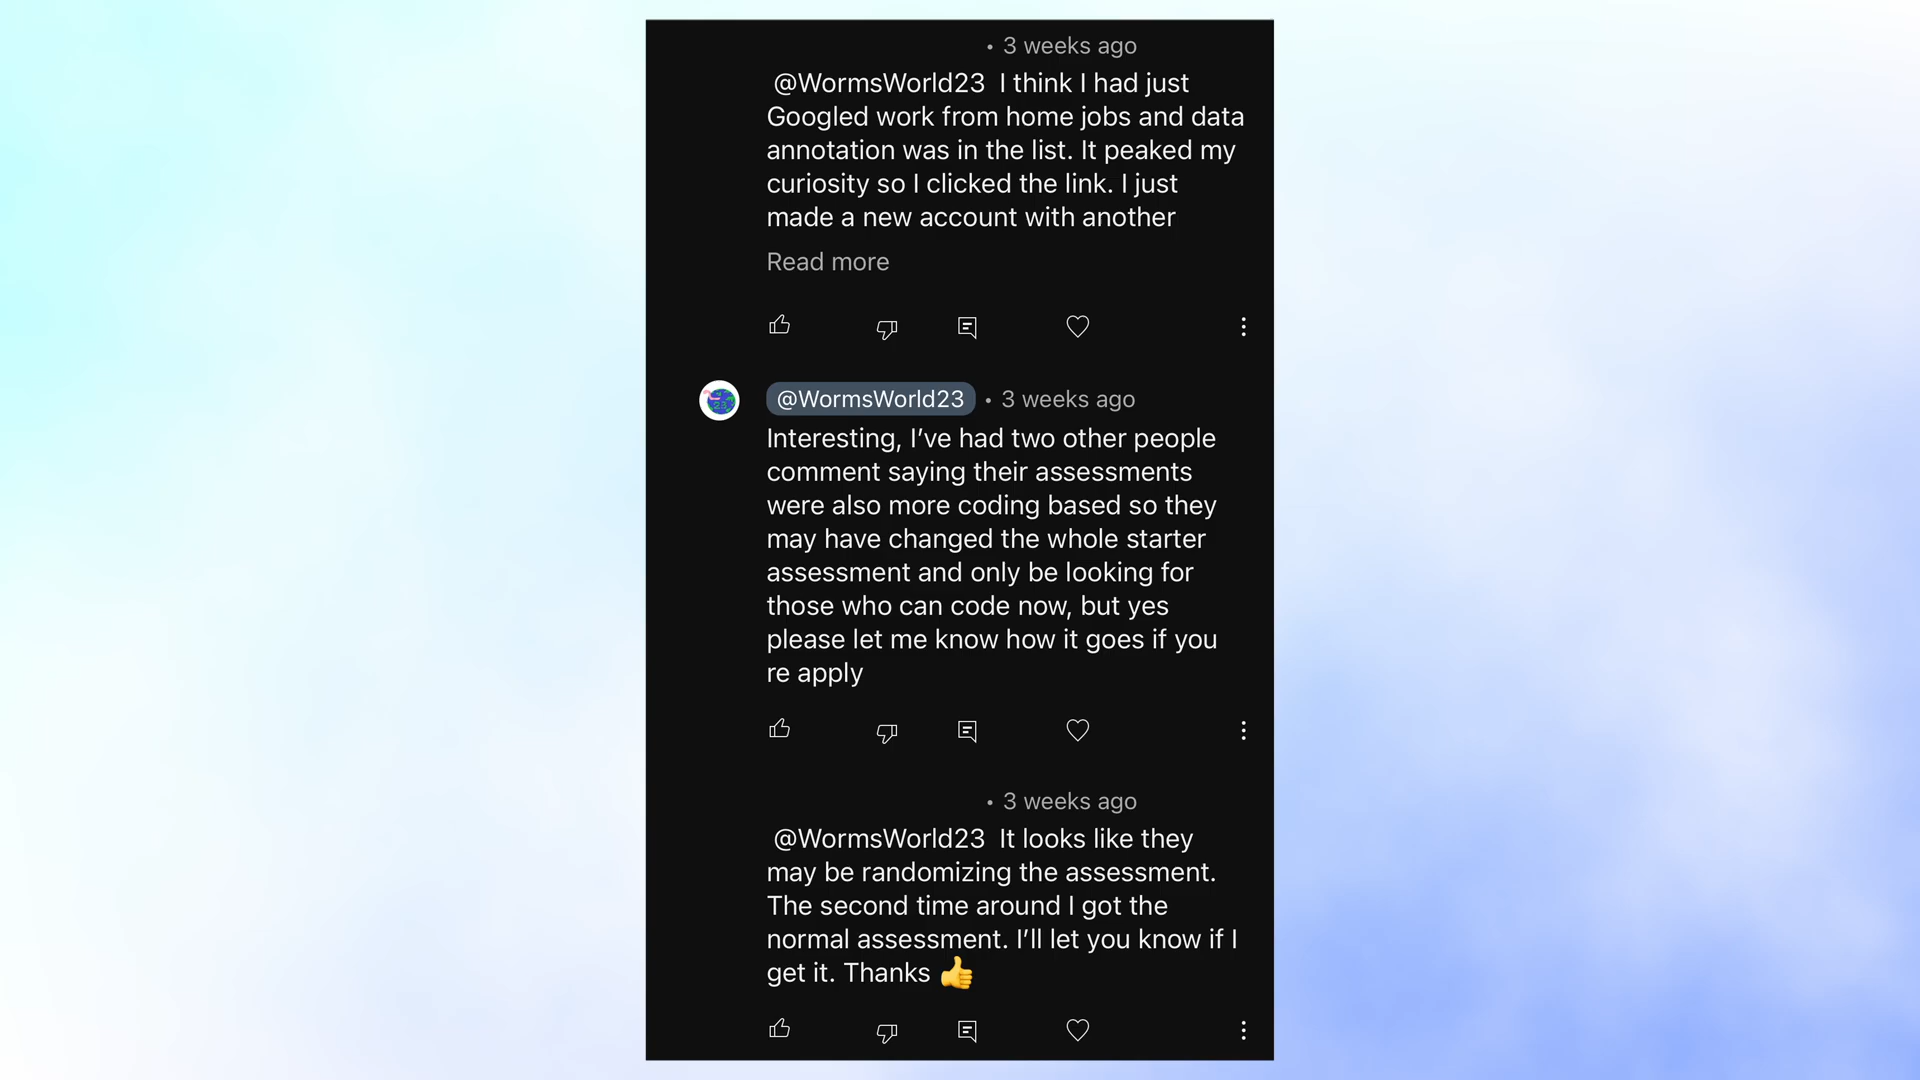 • 3 weeks ago
@WormsWorld23 I think I had just
Googled work from home jobs and data
annotation was in the list. It peaked my
curiosity so I clicked the link. I just
made a new account with another
Read more
@WormsWorld23 • 3 weeks ago
Interesting, I’ve had two other people
comment saying their assessments
were also more coding based so they
may have changed the whole starter
assessment and only be looking for
those who can code now, but yes
please let me know how it goes if you
re apply
• 3 weeks ago
@WormsWorld23 It looks like they
may be randomizing the assessment.
The second time around I got the
normal assessment. I’ll let you know if I
get it. Thanks 👍